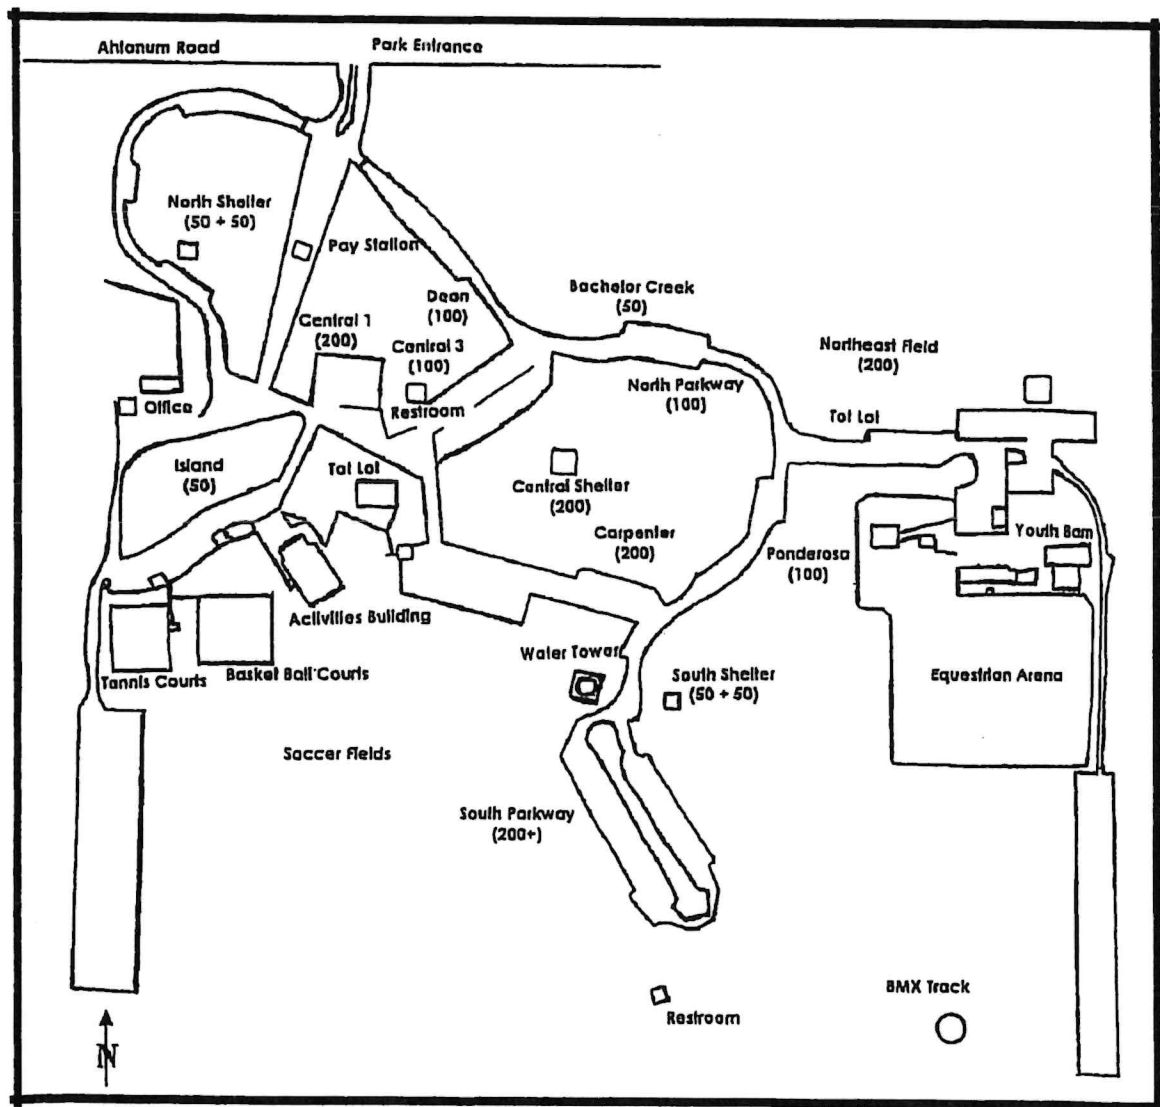 Ahtanum Road
Park Entrance
North Shelter
(50 + 50)
Pay Station
Dean
(100)
Bachelor Creek
(50)
Central 1
(200)
Central 3
(100)
Northeast Field
(200)
North Parkway
(100)
Office
Restroom
Tot Lot
Island
(50)
Tot Lot
Central Shelter
(200)
Carpenter
(200)
Ponderosa
(100)
Youth Barn
Activities Building
Water Tower
Tennis Courts
Basket Ball Courts
South Shelter
(50 + 50)
Equestrian Arena
Soccer Fields
South Parkway
(200+)
BMX Track
Restroom
N